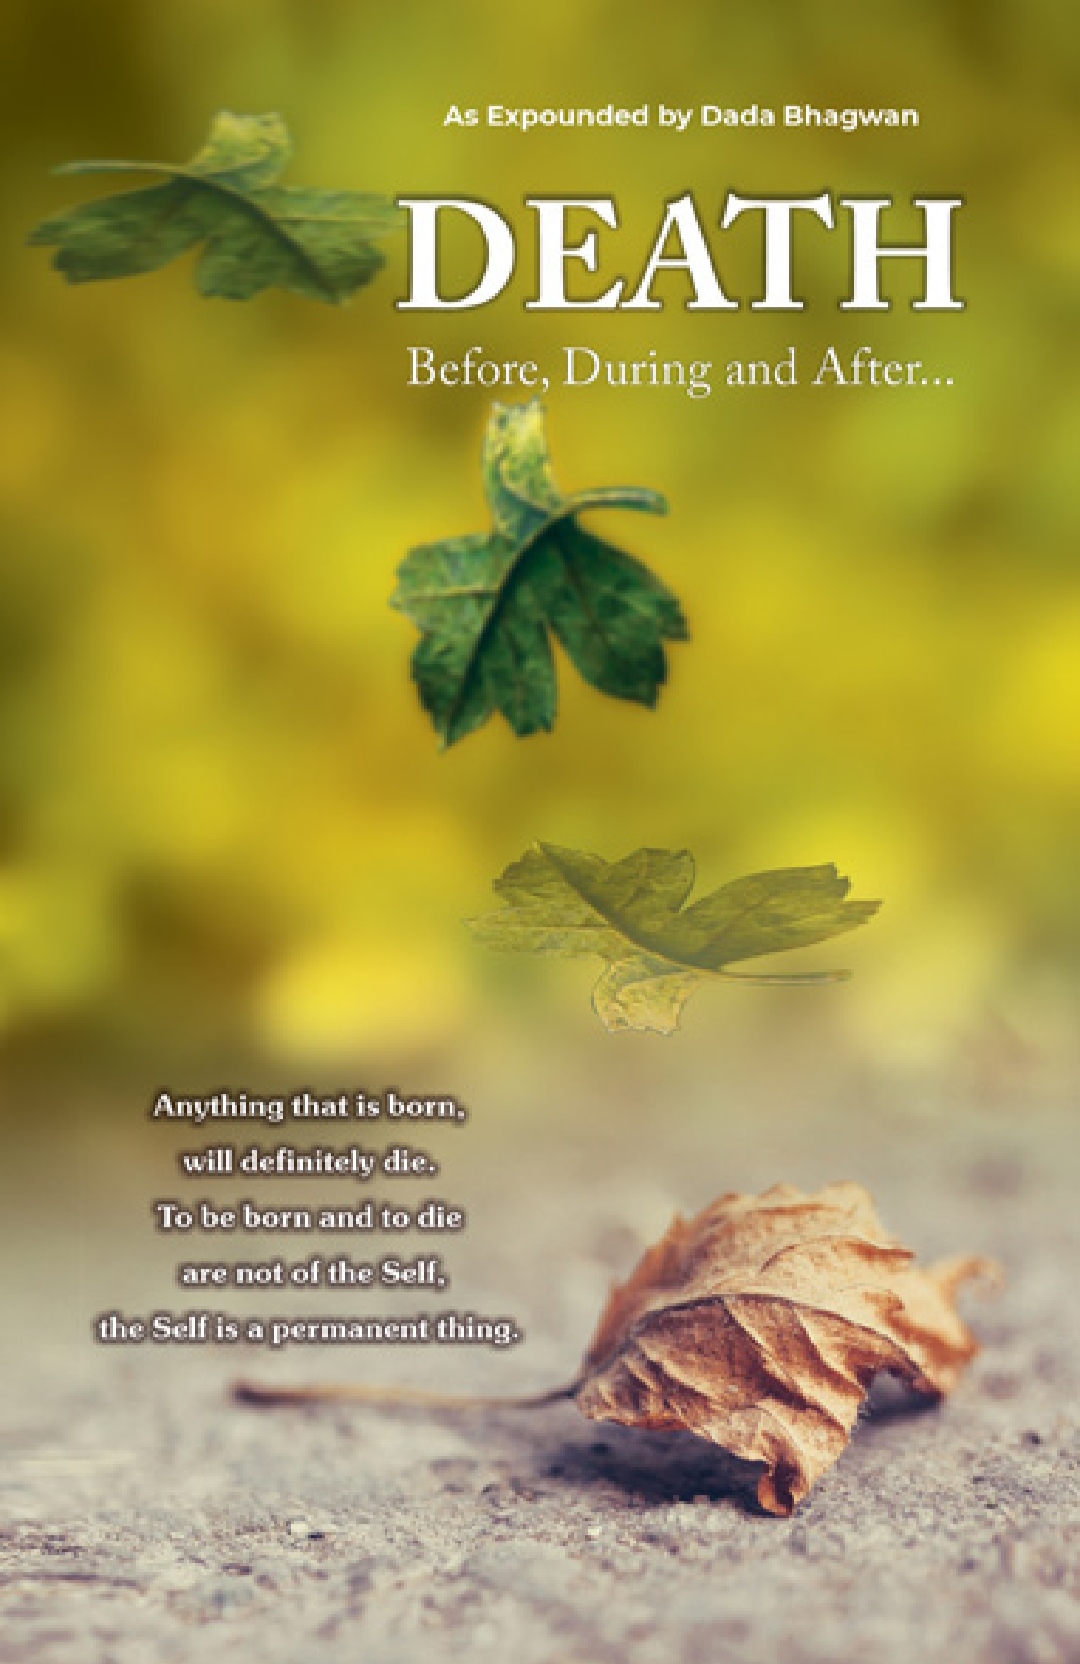 As Expounded by Dada Bhagwan
DEATH
Before, During and After...
Anything that is born,
will definitely die.
To be born and to die
are not of the Self,
the Self is a permanent thing.